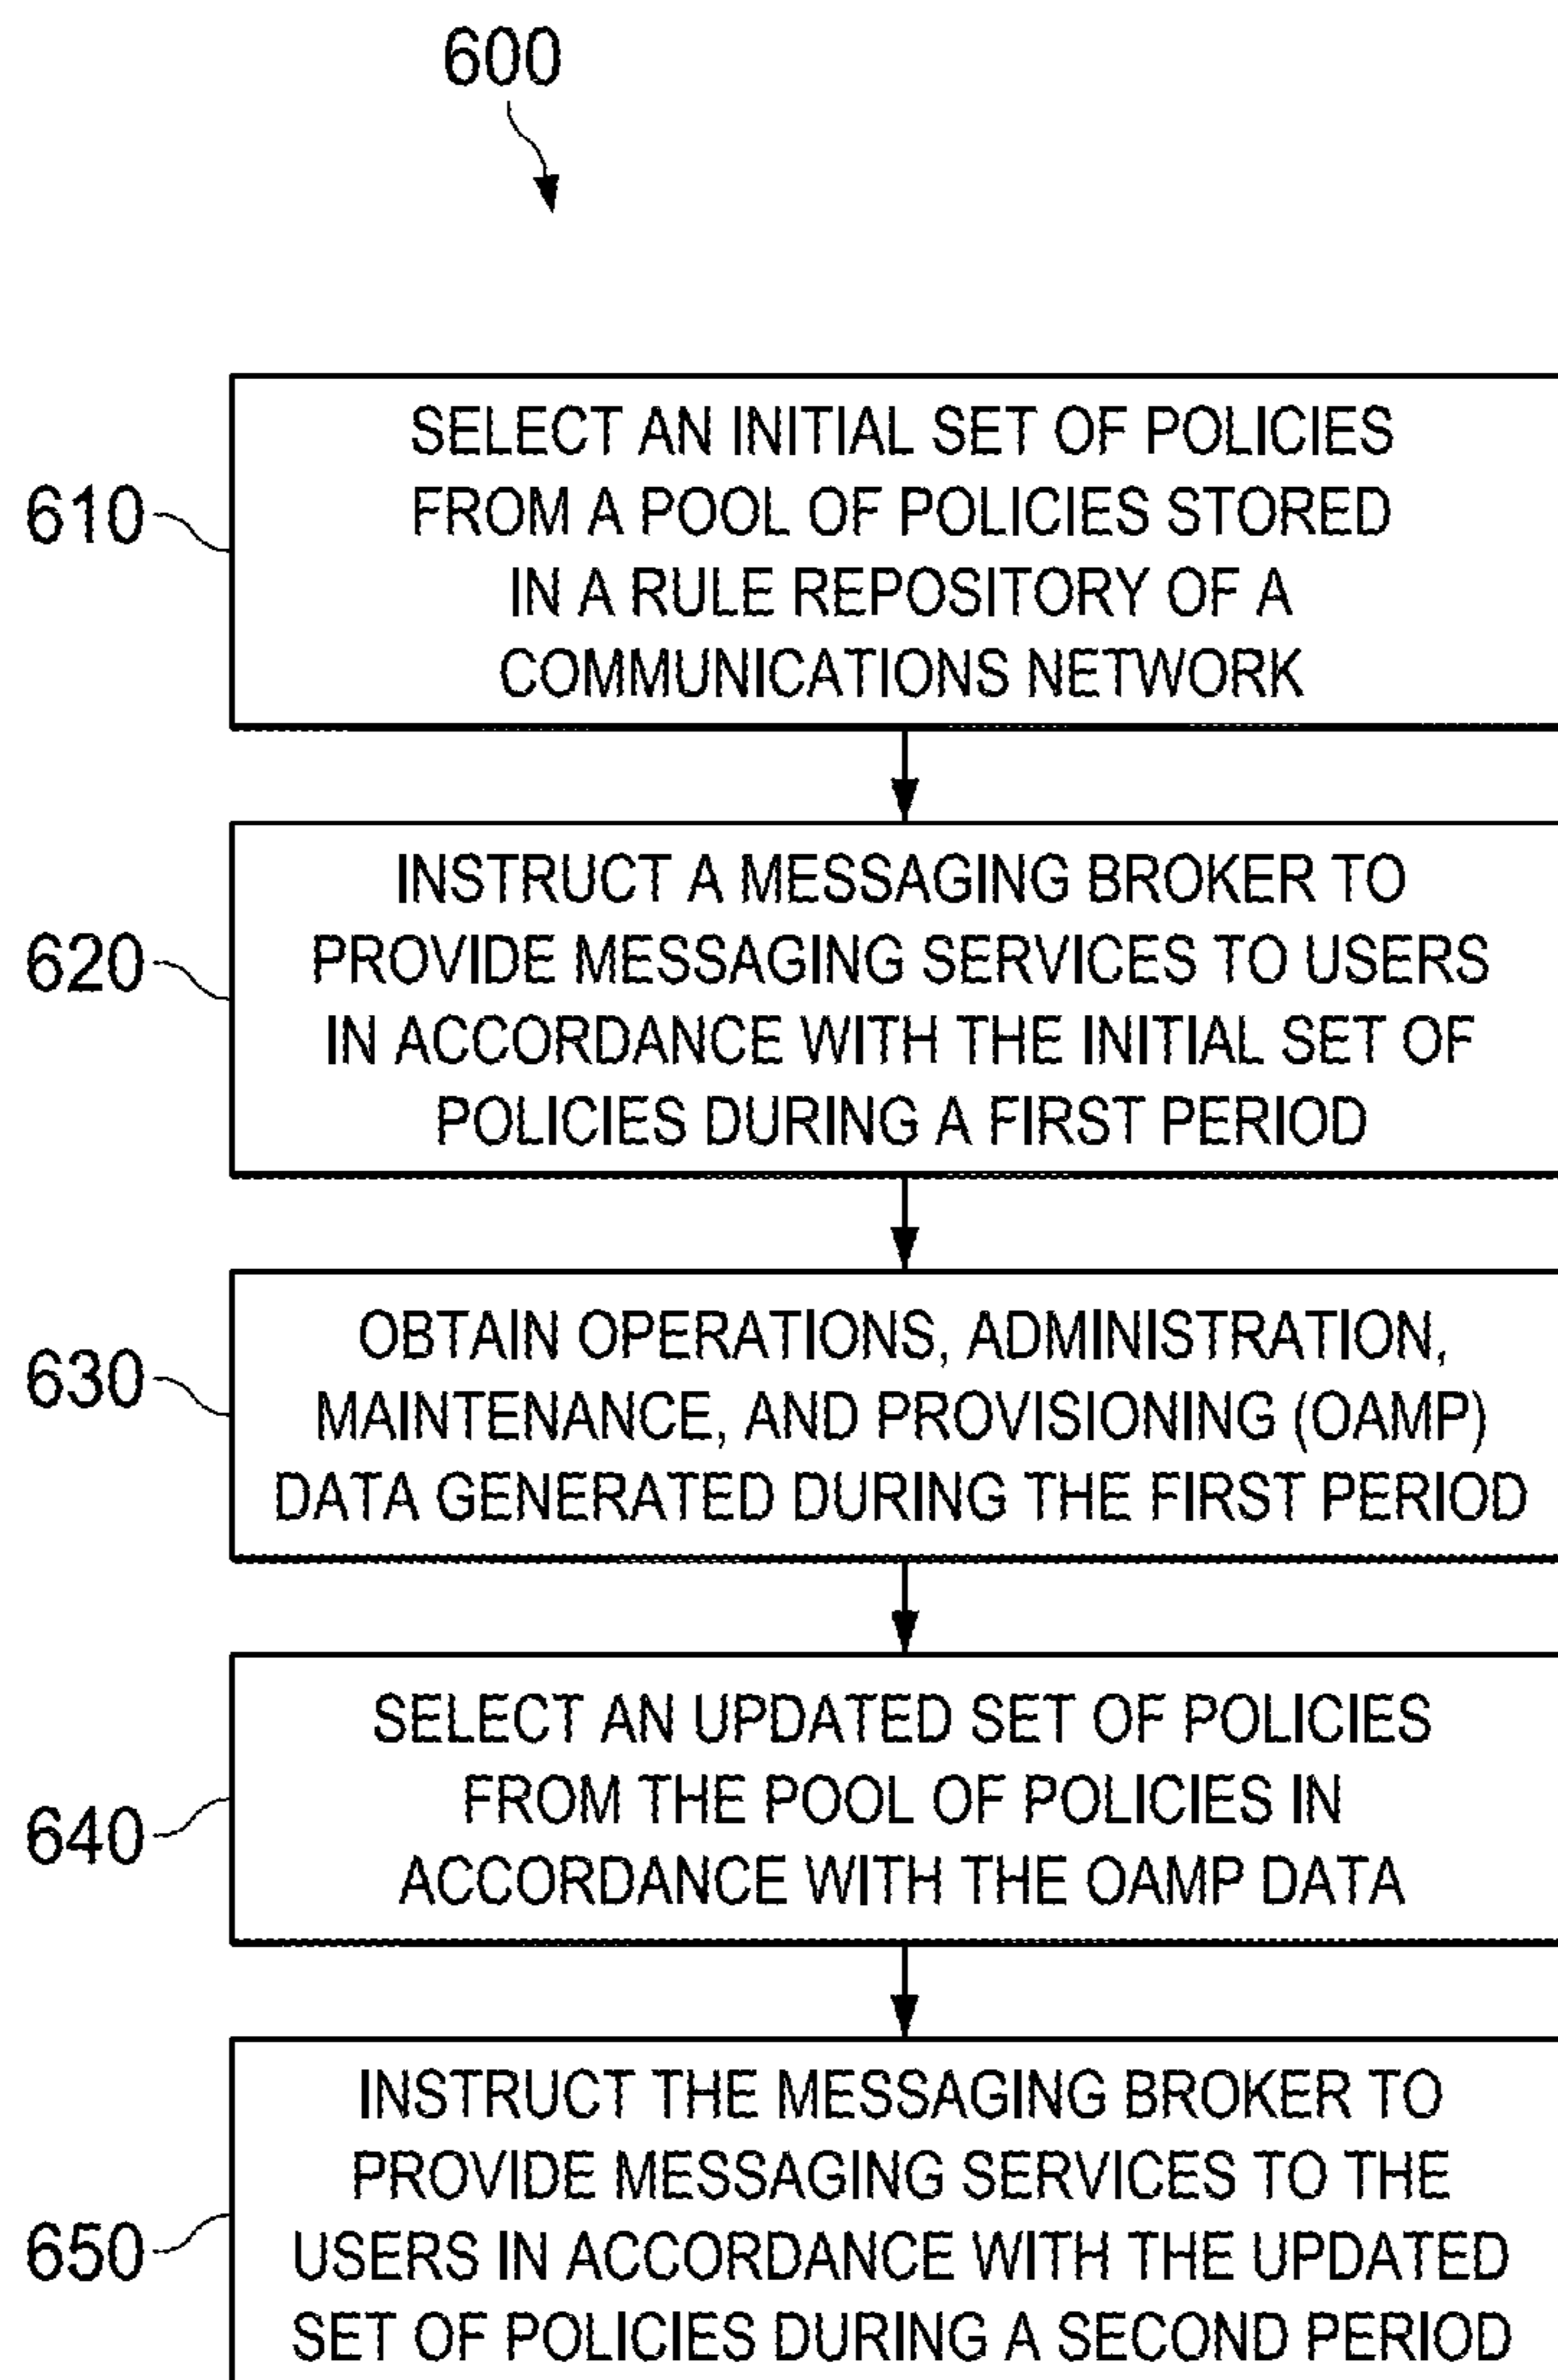 600
610
SELECT AN INITIAL SET OF POLICIES
FROM A POOL OF POLICIES STORED
IN A RULE REPOSITORY OF A
COMMUNICATIONS NETWORK
620
INSTRUCT A MESSAGING BROKER TO
PROVIDE MESSAGING SERVICES TO USERS
IN ACCORDANCE WITH THE INITIAL SET OF
POLICIES DURING A FIRST PERIOD
630
OBTAIN OPERATIONS, ADMINISTRATION,
MAINTENANCE, AND PROVISIONING (OAMP)
DATA GENERATED DURING THE FIRST PERIOD
640
SELECT AN UPDATED SET OF POLICIES
FROM THE POOL OF POLICIES IN
ACCORDANCE WITH THE OAMP DATA
650
INSTRUCT THE MESSAGING BROKER TO
PROVIDE MESSAGING SERVICES TO THE
USERS IN ACCORDANCE WITH THE UPDATED
SET OF POLICIES DURING A SECOND PERIOD